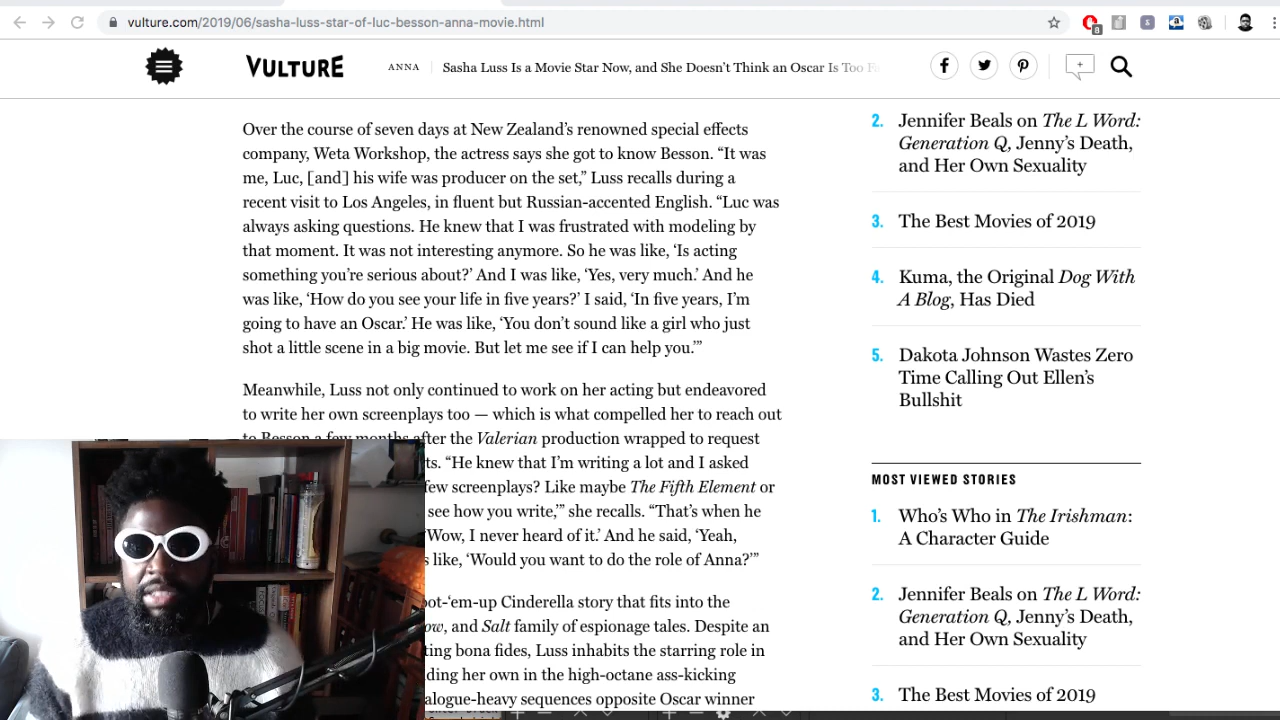 vulture.com/2019/06/sasha-luss-star-of-luc-besson-anna-movie.html
8
VULTURE
ANNA
Sasha Luss Is a Movie Star Now, and She Doesn’t Think an Oscar Is Too
Over the course of seven days at New Zealand’s renowned special effects
company, Weta Workshop, the actress says she got to know Besson. “It was
me, Luc, [and] his wife was producer on the set,” Luss recalls during a
recent visit to Los Angeles, in fluent but Russian-accented English. “Luc was
always asking questions. He knew that I was frustrated with modeling by
that moment. It was not interesting anymore. So he was like, ‘Is acting
something you’re serious about?’ And I was like, ‘Yes, very much.’ And he
was like, ‘How do you see your life in five years?’ I said, ‘In five years, I’m
going to have an Oscar.’ He was like, ‘You don’t sound like a girl who just
shot a little scene in a big movie. But let me see if I can help you.’”
Meanwhile, Luss not only continued to work on her acting but endeavored
to write her own screenplays too — which is what compelled her to reach out
to Besson a few months after the Valerian production wrapped to request
ts. “He knew that I’m writing a lot and I asked
few screenplays? Like maybe The Fifth Element or
see how you write,’” she recalls. “That’s when he
‘Wow, I never heard of it.’ And he said, ‘Yeah,
s like, ‘Would you want to do the role of Anna?’”
ot-‘em-up Cinderella story that fits into the
ow, and Salt family of espionage tales. Despite an
ting bona fides, Luss inhabits the starring role in
ding her own in the high-octane ass-kicking
alogue-heavy sequences opposite Oscar winner
2. Jennifer Beals on The L Word:
Generation Q, Jenny’s Death,
and Her Own Sexuality
3. The Best Movies of 2019
4. Kuma, the Original Dog With
A Blog, Has Died
5. Dakota Johnson Wastes Zero
Time Calling Out Ellen’s
Bullshit
MOST VIEWED STORIES
1. Who’s Who in The Irishman:
A Character Guide
2. Jennifer Beals on The L Word:
Generation Q, Jenny’s Death,
and Her Own Sexuality
3. The Best Movies of 2019